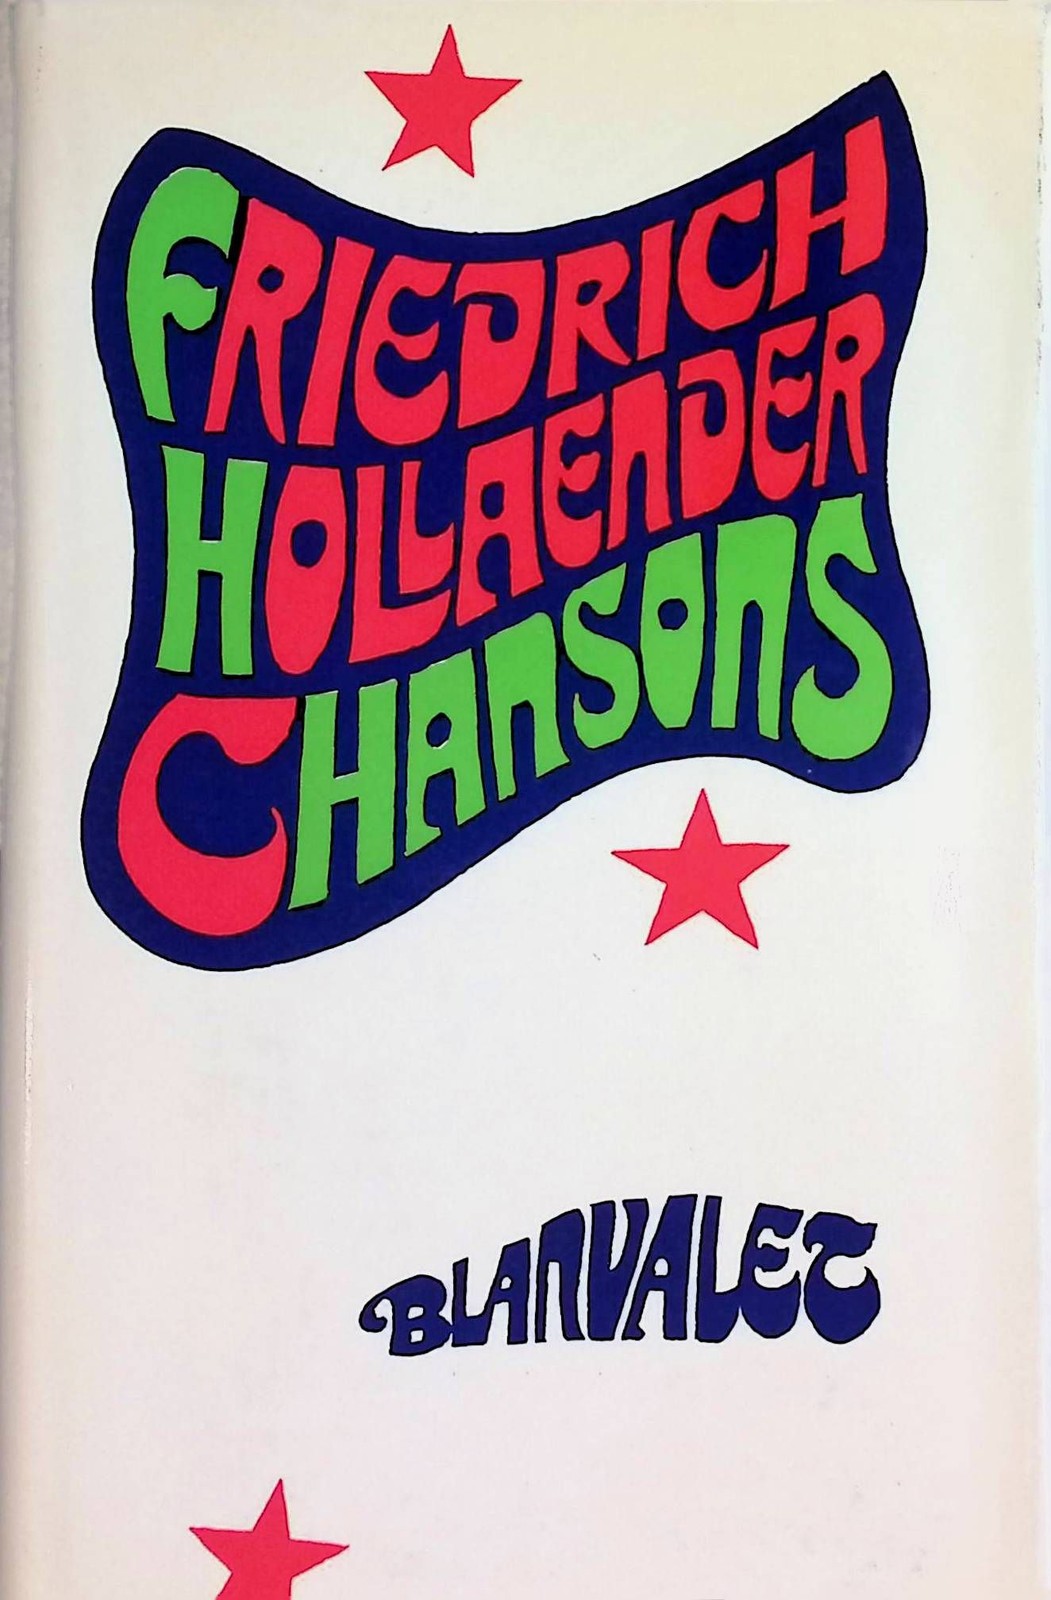 FRIEDRICH
HOLLAENDER
CHANSONS
BLANVALET